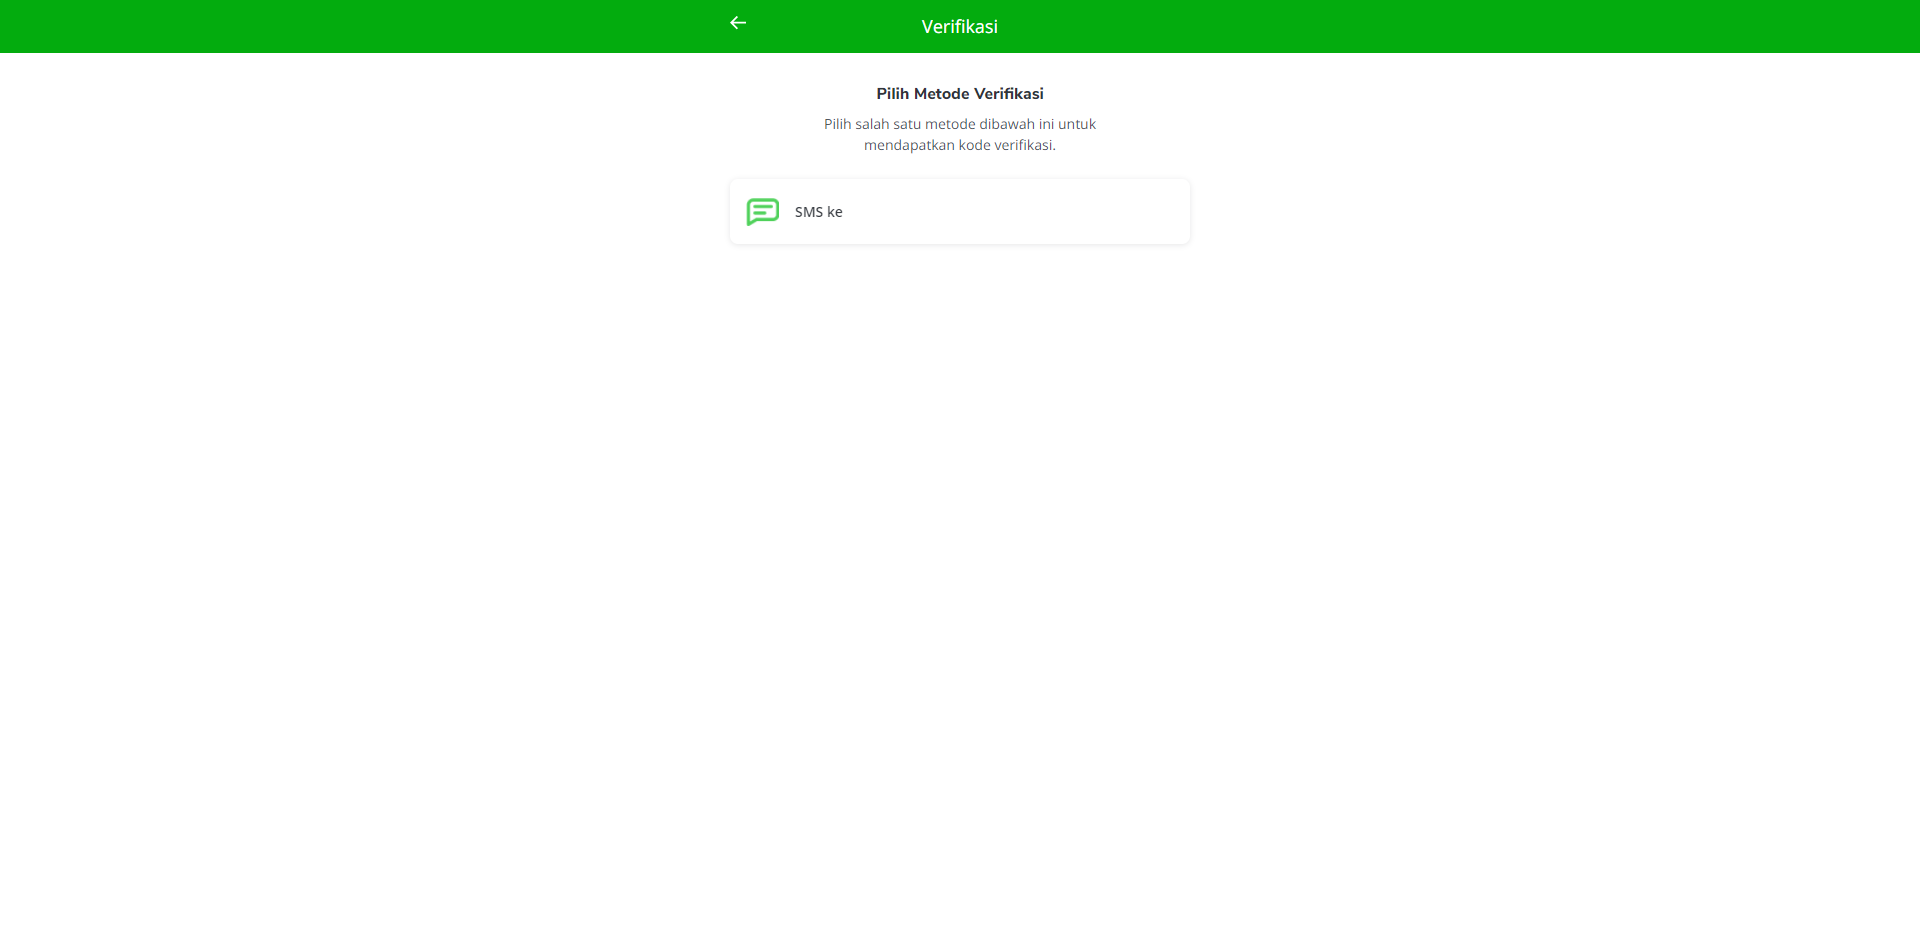 Verifikasi
Pilih Metode Verifikasi
Pilih salah satu metode dibawah ini untuk
mendapatkan kode verifikasi.
SMS ke